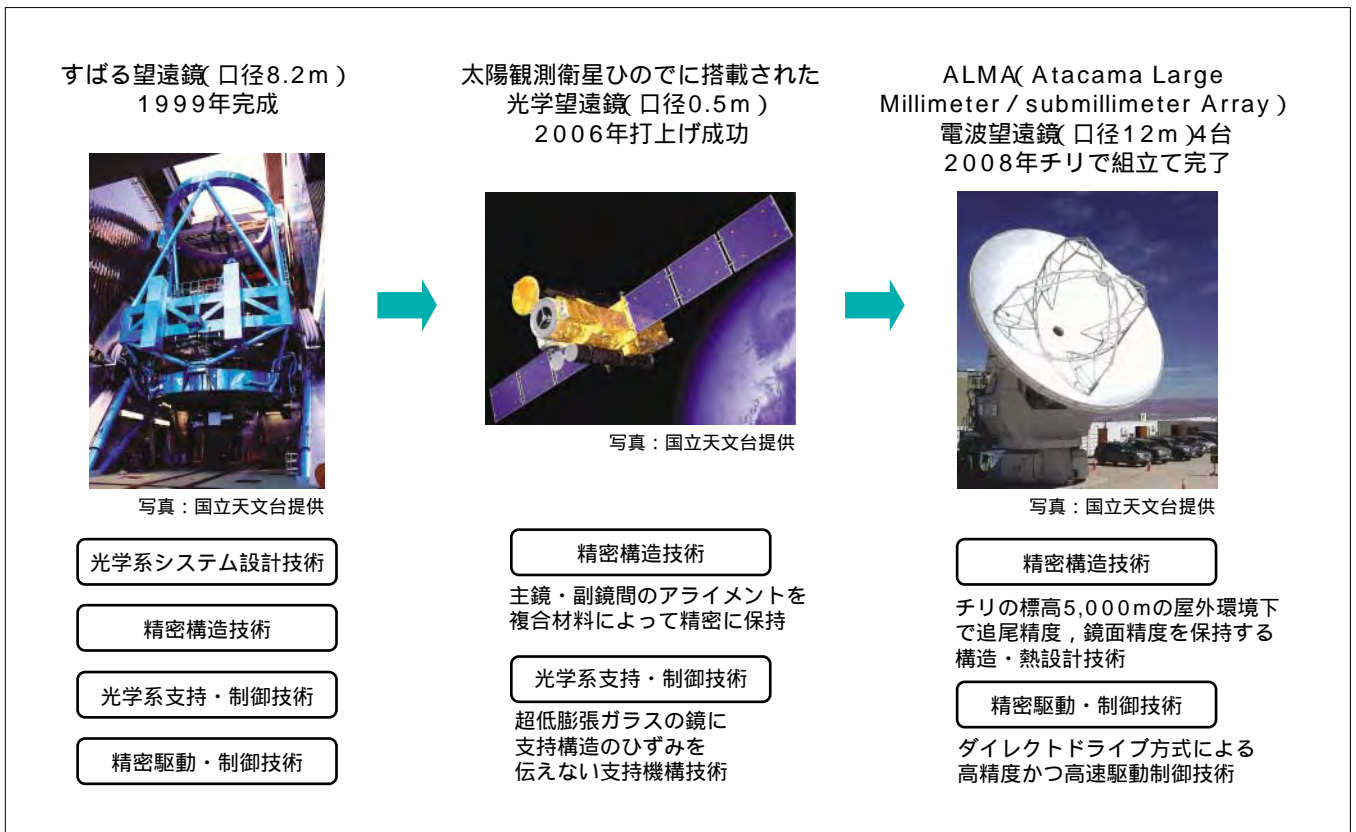 すばる望遠鏡(口径8.2m)
1999年完成
写真：国立天文台提供
光学系システム設計技術
精密構造技術
光学系支持・制御技術
精密駆動・制御技術
太陽観測衛星ひのでに搭載された
光学望遠鏡(口径0.5m)
2006年打上げ成功
写真：国立天文台提供
精密構造技術
主鏡・副鏡間のアライメントを
複合材料によって精密に保持
光学系支持・制御技術
超低膨張ガラスの鏡に
支持構造のひずみを
伝えない支持機構技術
ALMA(Atacama Large
Millimeter/submillimeter Array)
電波望遠鏡(口径12m)4台
2008年チリで組立て完了
写真：国立天文台提供
精密構造技術
チリの標高5,000mの屋外環境下
で追尾精度，鏡面精度を保持する
構造・熱設計技術
精密駆動・制御技術
ダイレクトドライブ方式による
高精度かつ高速駆動制御技術